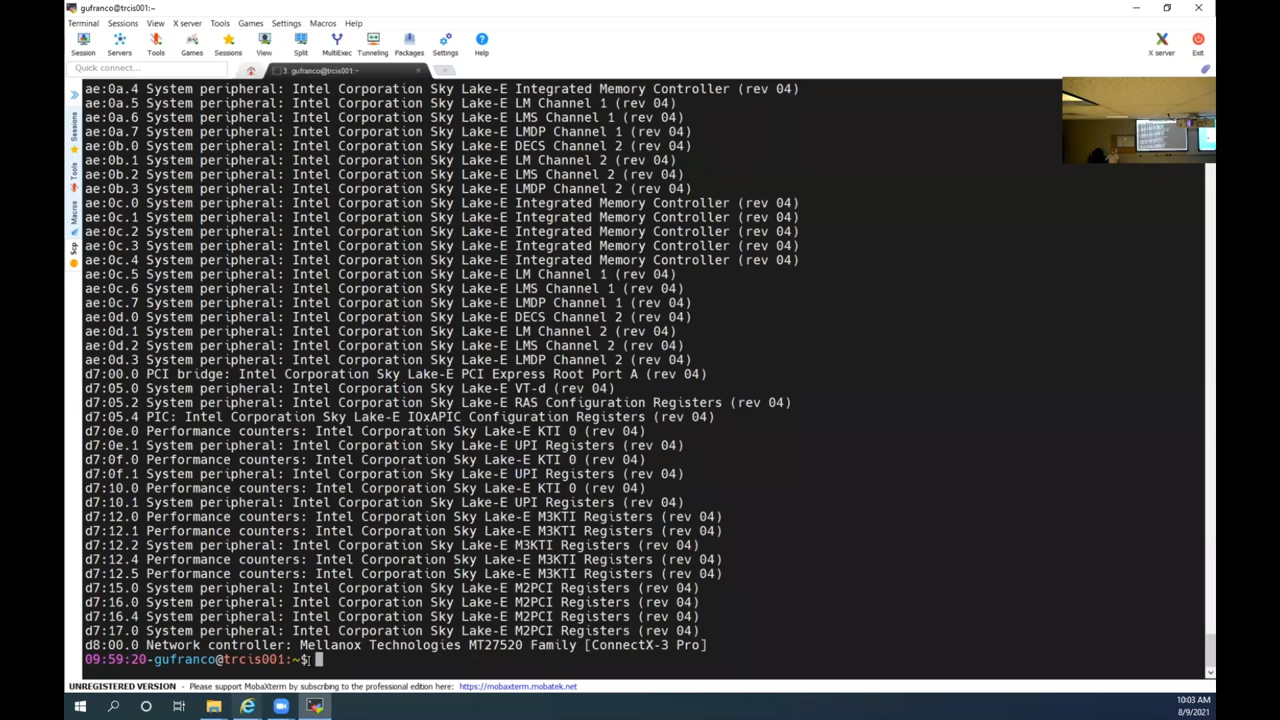 gufranco@trcis001:~
Terminal Sessions View X server Tools Games Settings Macros Help
Session Servers Tools Games Sessions View Split MultiExec Tunneling Packages Settings Help X server Exit
Quick connect...
3. gufranco@trcis001:~
Sessions
Tools
Macros
Scp
ae:0a.4 System peripheral: Intel Corporation Sky Lake-E Integrated Memory Controller (rev 04)
ae:0a.5 System peripheral: Intel Corporation Sky Lake-E LM Channel 1 (rev 04)
ae:0a.6 System peripheral: Intel Corporation Sky Lake-E LMS Channel 1 (rev 04)
ae:0a.7 System peripheral: Intel Corporation Sky Lake-E LMDP Channel 1 (rev 04)
ae:0b.0 System peripheral: Intel Corporation Sky Lake-E DECS Channel 2 (rev 04)
ae:0b.1 System peripheral: Intel Corporation Sky Lake-E LM Channel 2 (rev 04)
ae:0b.2 System peripheral: Intel Corporation Sky Lake-E LMS Channel 2 (rev 04)
ae:0b.3 System peripheral: Intel Corporation Sky Lake-E LMDP Channel 2 (rev 04)
ae:0c.0 System peripheral: Intel Corporation Sky Lake-E Integrated Memory Controller (rev 04)
ae:0c.1 System peripheral: Intel Corporation Sky Lake-E Integrated Memory Controller (rev 04)
ae:0c.2 System peripheral: Intel Corporation Sky Lake-E Integrated Memory Controller (rev 04)
ae:0c.3 System peripheral: Intel Corporation Sky Lake-E Integrated Memory Controller (rev 04)
ae:0c.4 System peripheral: Intel Corporation Sky Lake-E Integrated Memory Controller (rev 04)
ae:0c.5 System peripheral: Intel Corporation Sky Lake-E LM Channel 1 (rev 04)
ae:0c.6 System peripheral: Intel Corporation Sky Lake-E LMS Channel 1 (rev 04)
ae:0c.7 System peripheral: Intel Corporation Sky Lake-E LMDP Channel 1 (rev 04)
ae:0d.0 System peripheral: Intel Corporation Sky Lake-E DECS Channel 2 (rev 04)
ae:0d.1 System peripheral: Intel Corporation Sky Lake-E LM Channel 2 (rev 04)
ae:0d.2 System peripheral: Intel Corporation Sky Lake-E LMS Channel 2 (rev 04)
ae:0d.3 System peripheral: Intel Corporation Sky Lake-E LMDP Channel 2 (rev 04)
d7:00.0 PCI bridge: Intel Corporation Sky Lake-E PCI Express Root Port A (rev 04)
d7:05.0 System peripheral: Intel Corporation Sky Lake-E VT-d (rev 04)
d7:05.2 System peripheral: Intel Corporation Sky Lake-E RAS Configuration Registers (rev 04)
d7:05.4 PIC: Intel Corporation Sky Lake-E IOxAPIC Configuration Registers (rev 04)
d7:0e.0 Performance counters: Intel Corporation Sky Lake-E KTI 0 (rev 04)
d7:0e.1 System peripheral: Intel Corporation Sky Lake-E UPI Registers (rev 04)
d7:0f.0 Performance counters: Intel Corporation Sky Lake-E KTI 0 (rev 04)
d7:0f.1 System peripheral: Intel Corporation Sky Lake-E UPI Registers (rev 04)
d7:10.0 Performance counters: Intel Corporation Sky Lake-E KTI 0 (rev 04)
d7:10.1 System peripheral: Intel Corporation Sky Lake-E UPI Registers (rev 04)
d7:12.0 Performance counters: Intel Corporation Sky Lake-E M3KTI Registers (rev 04)
d7:12.1 Performance counters: Intel Corporation Sky Lake-E M3KTI Registers (rev 04)
d7:12.2 System peripheral: Intel Corporation Sky Lake-E M3KTI Registers (rev 04)
d7:12.4 Performance counters: Intel Corporation Sky Lake-E M3KTI Registers (rev 04)
d7:12.5 Performance counters: Intel Corporation Sky Lake-E M3KTI Registers (rev 04)
d7:15.0 System peripheral: Intel Corporation Sky Lake-E M2PCI Registers (rev 04)
d7:16.0 System peripheral: Intel Corporation Sky Lake-E M2PCI Registers (rev 04)
d7:16.4 System peripheral: Intel Corporation Sky Lake-E M2PCI Registers (rev 04)
d7:17.0 System peripheral: Intel Corporation Sky Lake-E M2PCI Registers (rev 04)
d8:00.0 Network controller: Mellanox Technologies MT27520 Family [ConnectX-3 Pro]
09:59:20-gufranco@trcis001:~$
UNREGISTERED VERSION - Please support MobaXterm by subscribing to the professional edition here: https://mobaxterm.mobatek.net
10:03 AM
8/9/2021